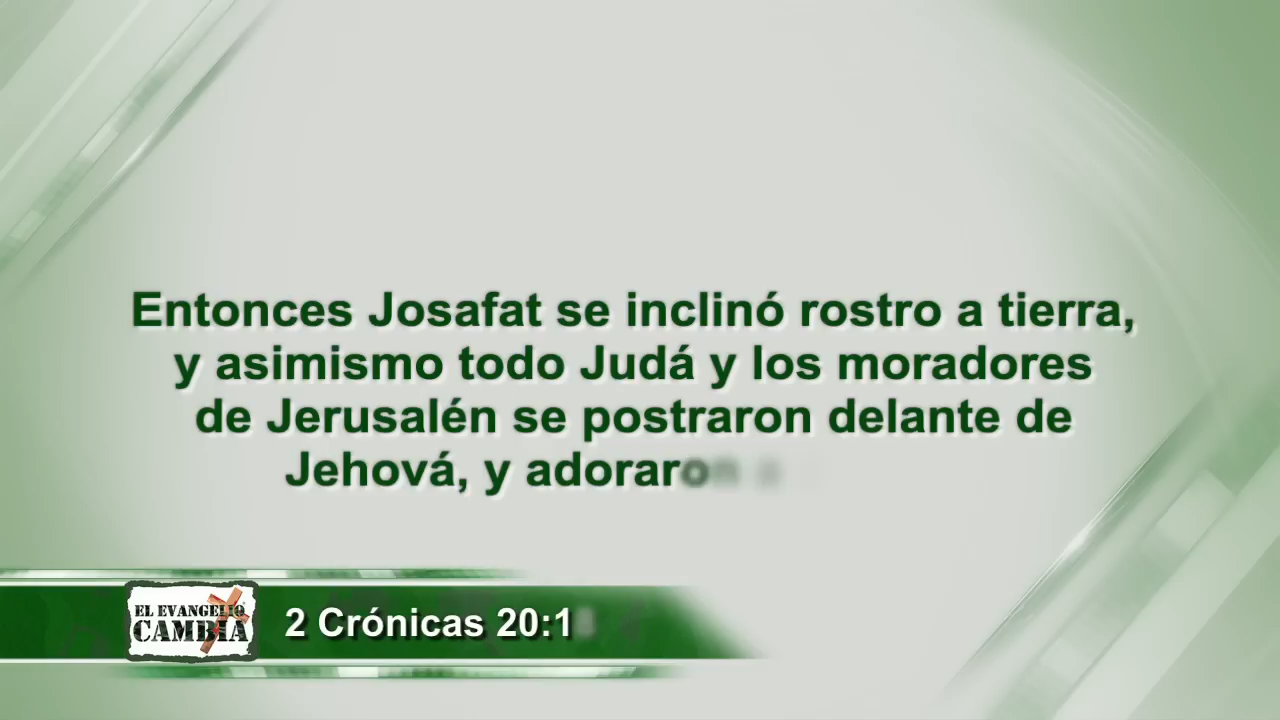 Entonces Josafat se inclinó rostro a tierra,
y asimismo todo Judá y los moradores
de Jerusalén se postraron delante de
Jehová, y adoraron
EL EVANGELIO
CAMBIA
2 Crónicas 20:1